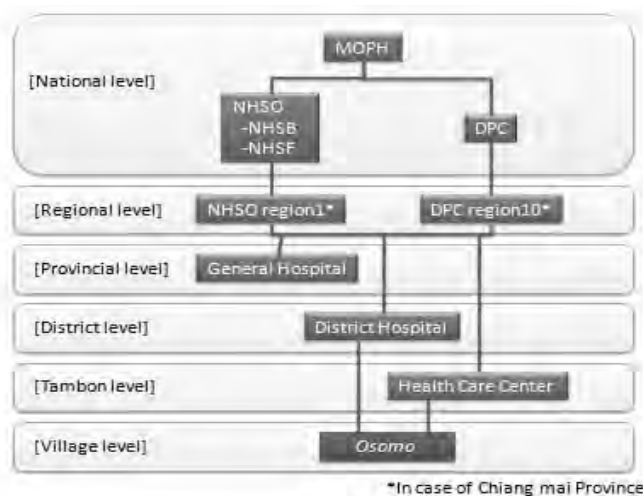 MOPH
[National level]
NHSO
-NHSB
-NHSF
DPC
[Regional level]
NHSO region1*
DPC region10*
[Provincial level]
General Hospital
[District level]
District Hospital
[Tambon level]
Health Care Center
[Village level]
Osomo
*In case of Chiang mai Province